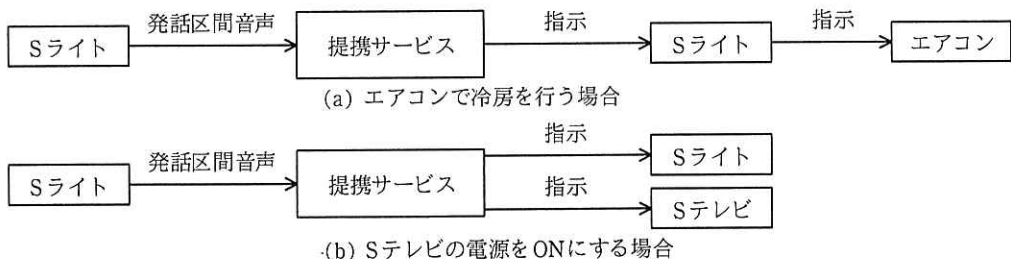 発話区間音声 指示 指示
Sライト 提携サービス Sライト エアコン
(a) エアコンで冷房を行う場合
指示
発話区間音声 Sライト
Sライト 提携サービス 指示
Sテレビ
(b) Sテレビの電源をONにする場合